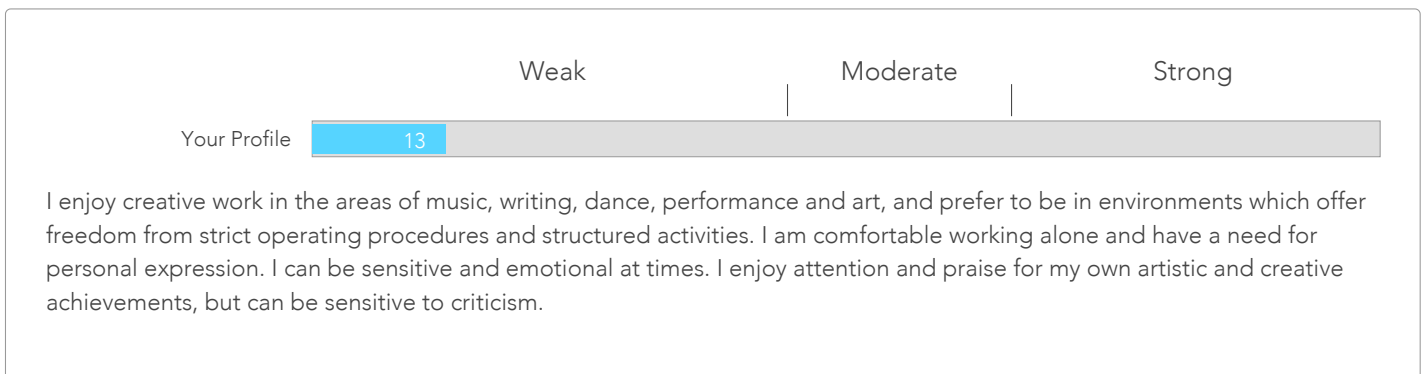 Weak Moderate Strong
Your Profile 13
I enjoy creative work in the areas of music, writing, dance, performance and art, and prefer to be in environments which offer
freedom from strict operating procedures and structured activities. I am comfortable working alone and have a need for
personal expression. I can be sensitive and emotional at times. I enjoy attention and praise for my own artistic and creative
achievements, but can be sensitive to criticism.